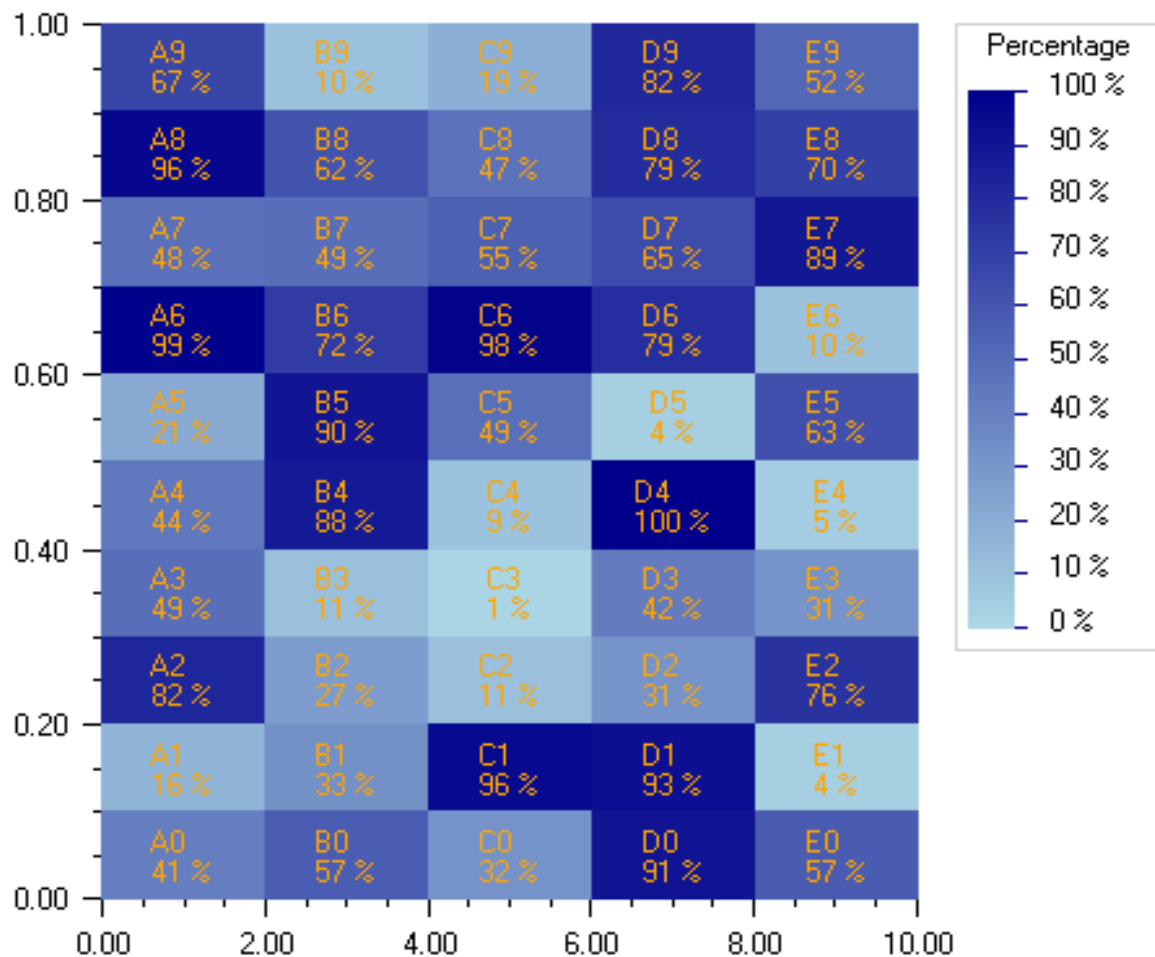 1.00
A9
67 %
B9
10 %
C9
19 %
D9
82 %
E9
52 %
A8
96 %
B8
62 %
C8
47 %
D8
79 %
E8
70 %
0.80
A7
48 %
B7
49 %
C7
55 %
D7
65 %
E7
89 %
A6
99 %
B6
72 %
C6
98 %
D6
79 %
E6
10 %
0.60
A5
21 %
B5
90 %
C5
49 %
D5
4 %
E5
63 %
A4
44 %
B4
88 %
C4
9 %
D4
100 %
E4
5 %
0.40
A3
49 %
B3
11 %
C3
1 %
D3
42 %
E3
31 %
A2
82 %
B2
27 %
C2
11 %
D2
31 %
E2
76 %
0.20
A1
16 %
B1
33 %
C1
96 %
D1
93 %
E1
4 %
A0
41 %
B0
57 %
C0
32 %
D0
91 %
E0
57 %
0.00
0.00
2.00
4.00
6.00
8.00
10.00
Percentage
100 %
90 %
80 %
70 %
60 %
50 %
40 %
30 %
20 %
10 %
0 %